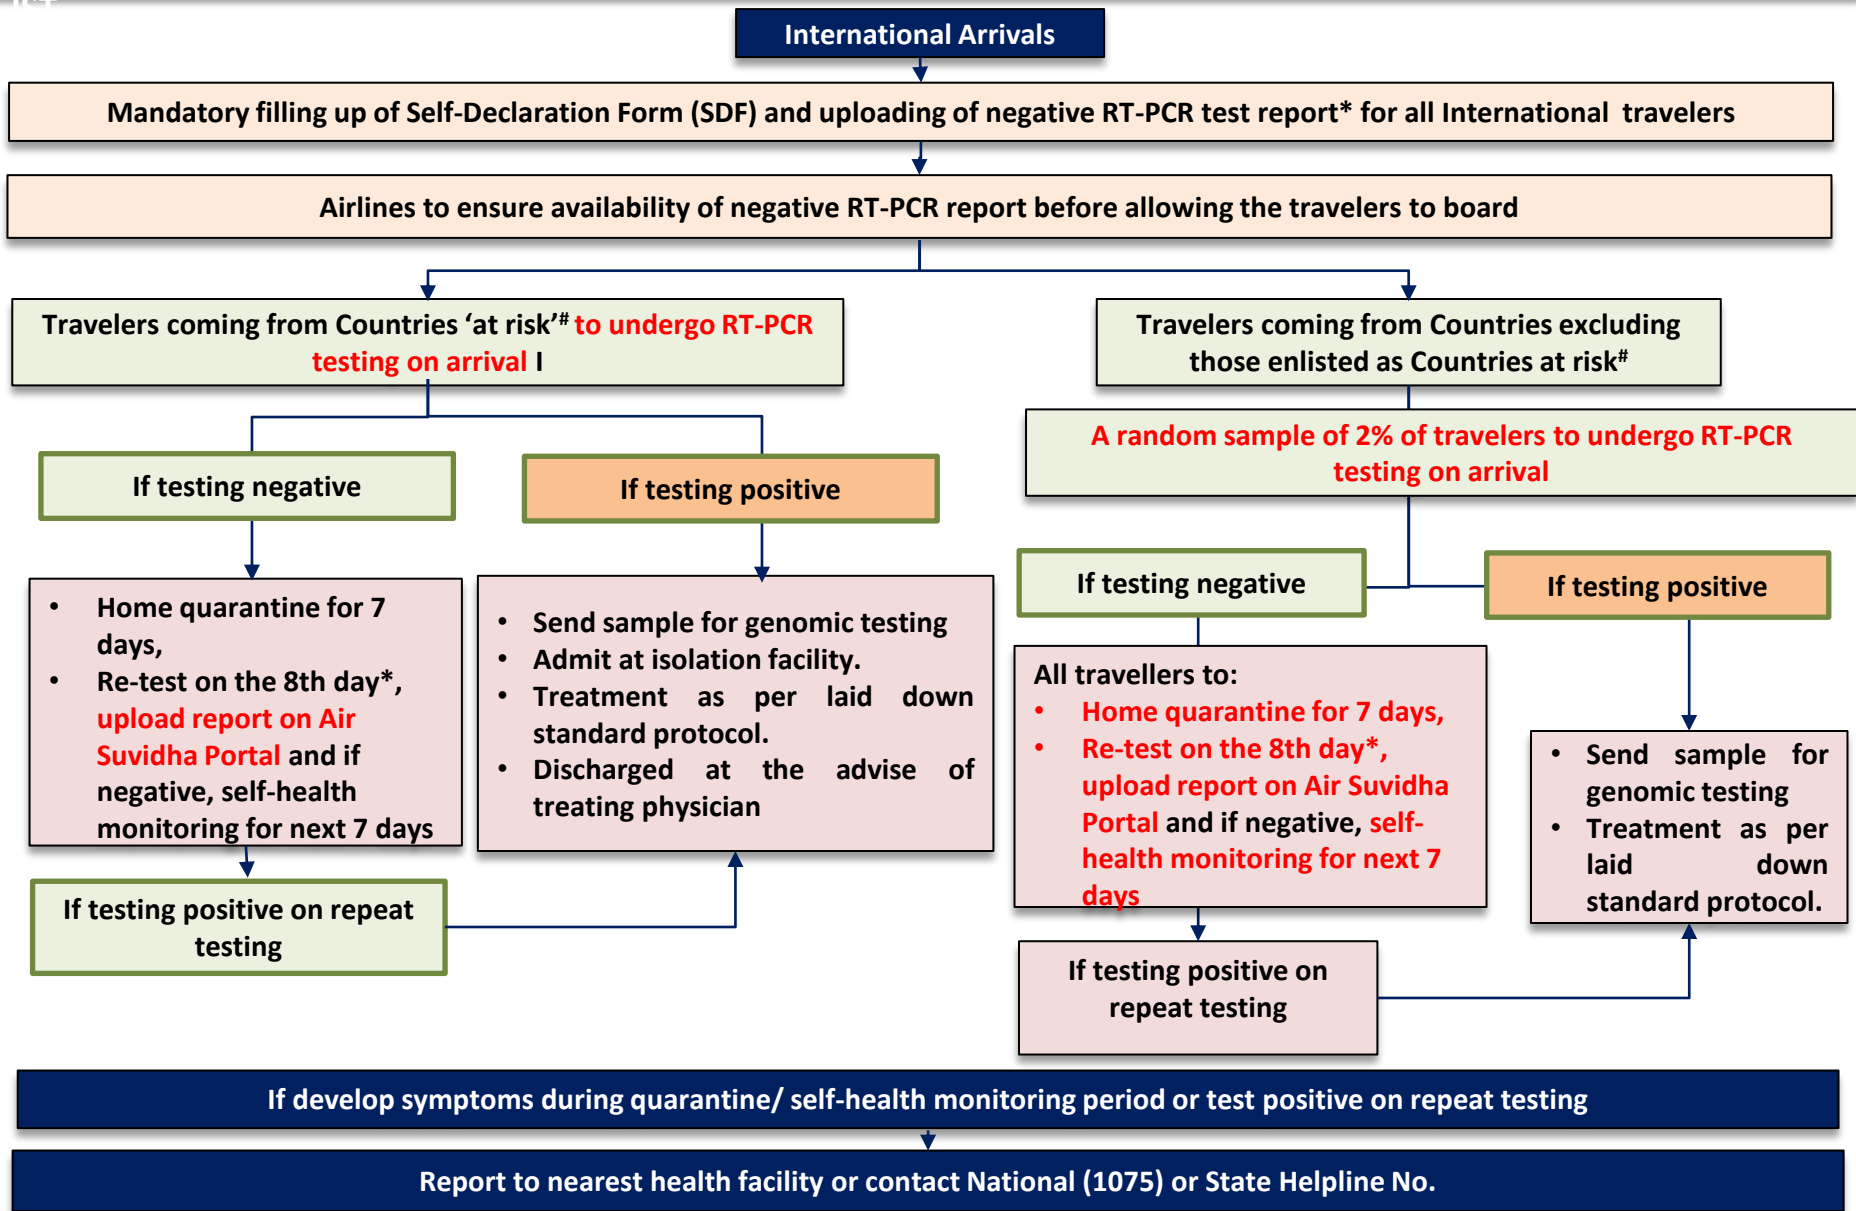 International Arrivals
Mandatory filling up of Self-Declaration Form (SDF) and uploading of negative RT-PCR test report* for all International travelers
Airlines to ensure availability of negative RT-PCR report before allowing the travelers to board
Travelers coming from Countries ‘at risk’# to undergo RT-PCR
testing on arrival I
If testing negative
If testing positive
• Home quarantine for 7
days,
• Re-test on the 8th day*,
upload report on Air
Suvidha Portal and if
negative, self-health
monitoring for next 7 days
• Send sample for genomic testing
• Admit at isolation facility.
• Treatment as per laid down
standard protocol.
• Discharged at the advise of
treating physician
If testing positive on repeat
testing
Travelers coming from Countries excluding
those enlisted as Countries at risk#
A random sample of 2% of travelers to undergo RT-PCR
testing on arrival
If testing negative
If testing positive
All travellers to:
• Home quarantine for 7 days,
• Re-test on the 8th day*,
upload report on Air Suvidha
Portal and if negative, self-
health monitoring for next 7
days
• Send sample for
genomic testing
• Treatment as per
laid down
standard protocol.
If testing positive on
repeat testing
If develop symptoms during quarantine/ self-health monitoring period or test positive on repeat testing
Report to nearest health facility or contact National (1075) or State Helpline No.